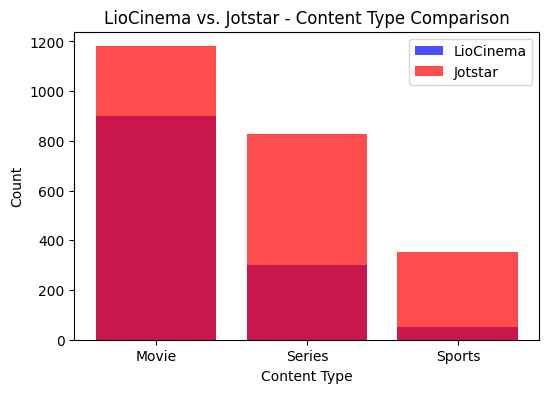 LioCinema vs. Jotstar - Content Type Comparison
LioCinema
Jotstar
1200
1000
800
600
400
200
0
Count
Movie
Series
Sports
Content Type